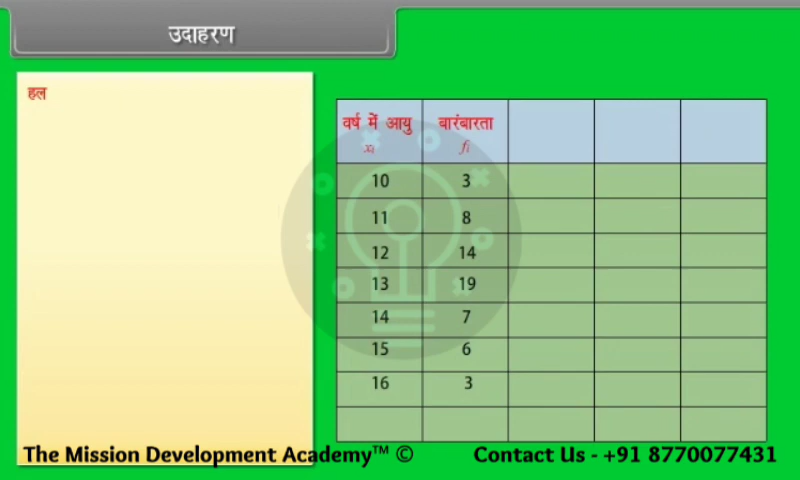 उदाहरण
हल
वर्ष में आयु बारंबारता
xᵢ fᵢ
10 3
11 8
12 14
13 19
14 7
15 6
16 3
The Mission Development Academy™ © Contact Us - +91 8770077431